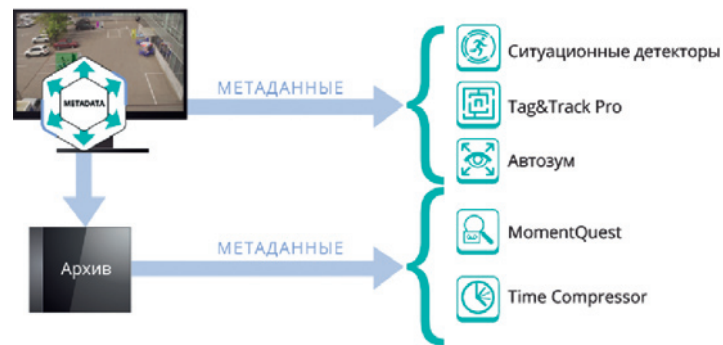 METADATA
МЕТАДАННЫЕ
Ситуационные детекторы
Tag&Track Pro
Автозум
Архив
МЕТАДАННЫЕ
MomentQuest
Time Compressor